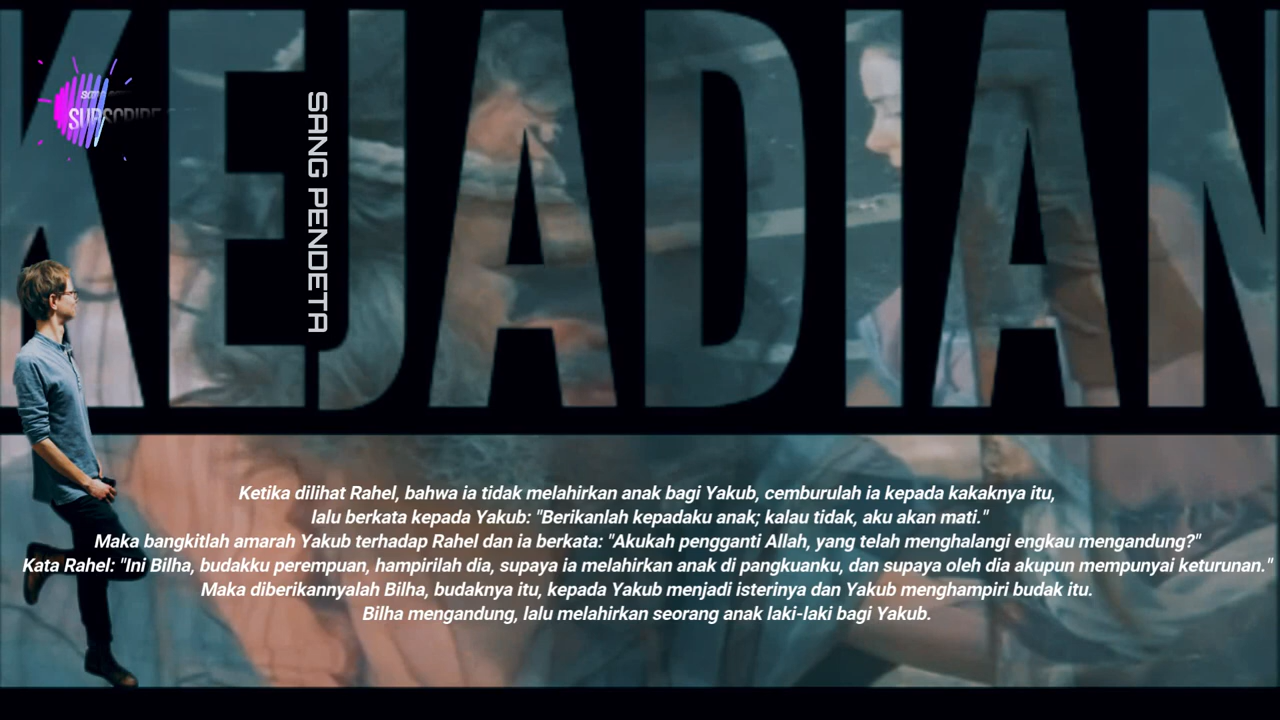 KEJADIAN
SUBSCRIBE
SANG PENDETA
Ketika dilihat Rahel, bahwa ia tidak melahirkan anak bagi Yakub, cemburulah ia kepada kakaknya itu,
lalu berkata kepada Yakub: "Berikanlah kepadaku anak; kalau tidak, aku akan mati."
Maka bangkitlah amarah Yakub terhadap Rahel dan ia berkata: "Akukah pengganti Allah, yang telah menghalangi engkau mengandung?"
Kata Rahel: "Ini Bilha, budakku perempuan, hampirilah dia, supaya ia melahirkan anak di pangkuanku, dan supaya oleh dia akupun mempunyai keturunan."
Maka diberikannyalah Bilha, budaknya itu, kepada Yakub menjadi isterinya dan Yakub menghampiri budak itu.
Bilha mengandung, lalu melahirkan seorang anak laki-laki bagi Yakub.